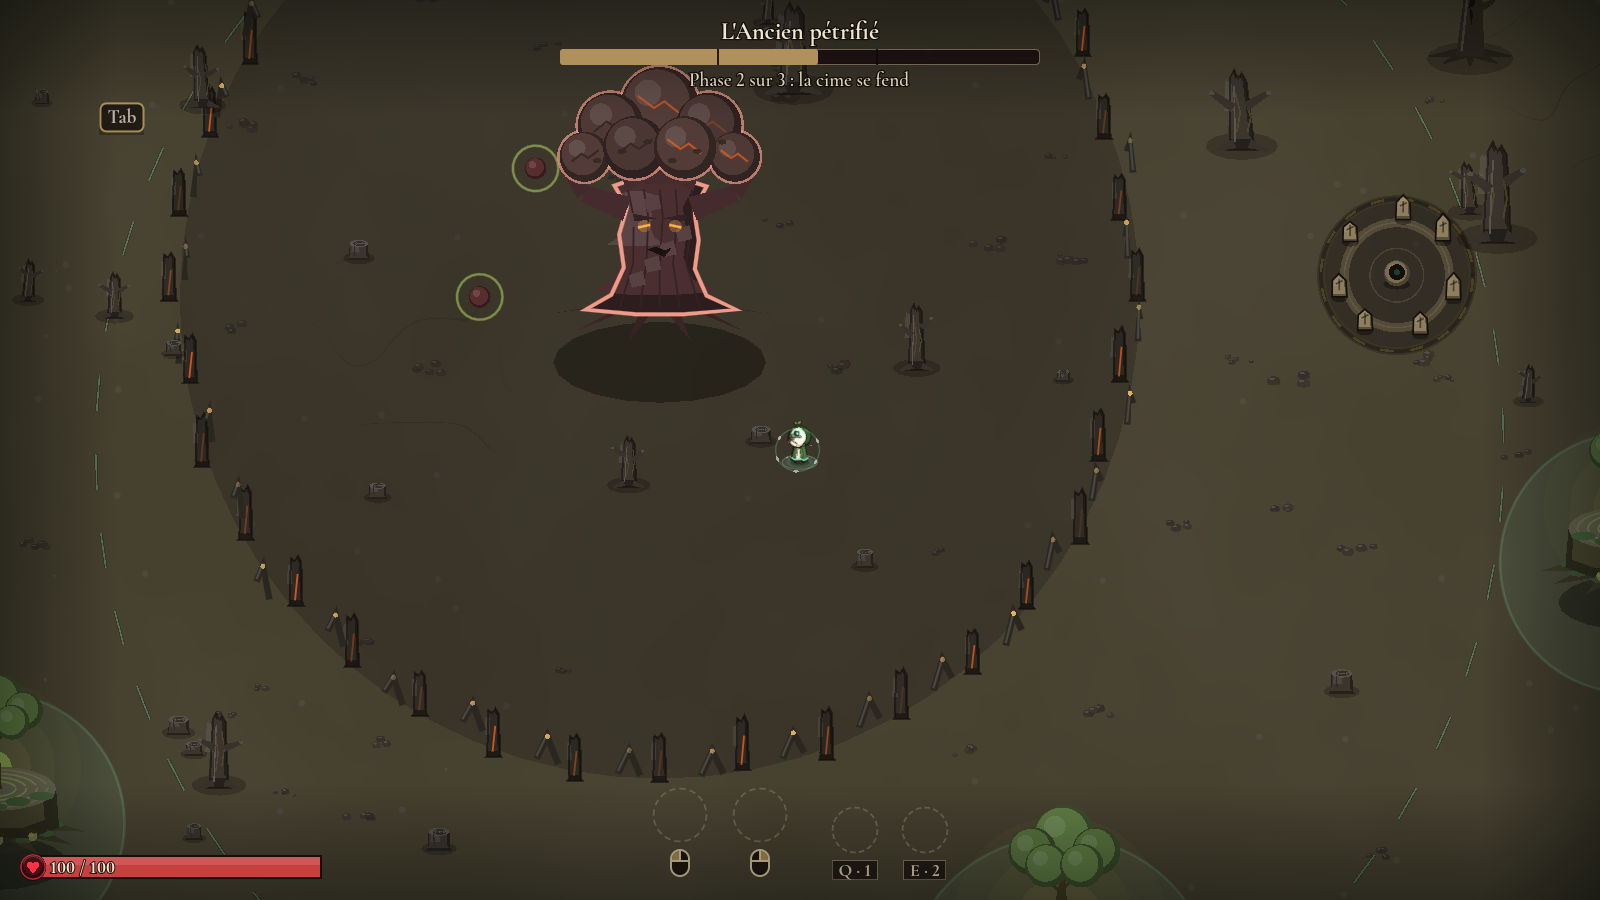 L'Ancien pétrifié
Phase 2 sur 3 : la cime se fend
Tab
100 / 100
Q · 1
E · 2